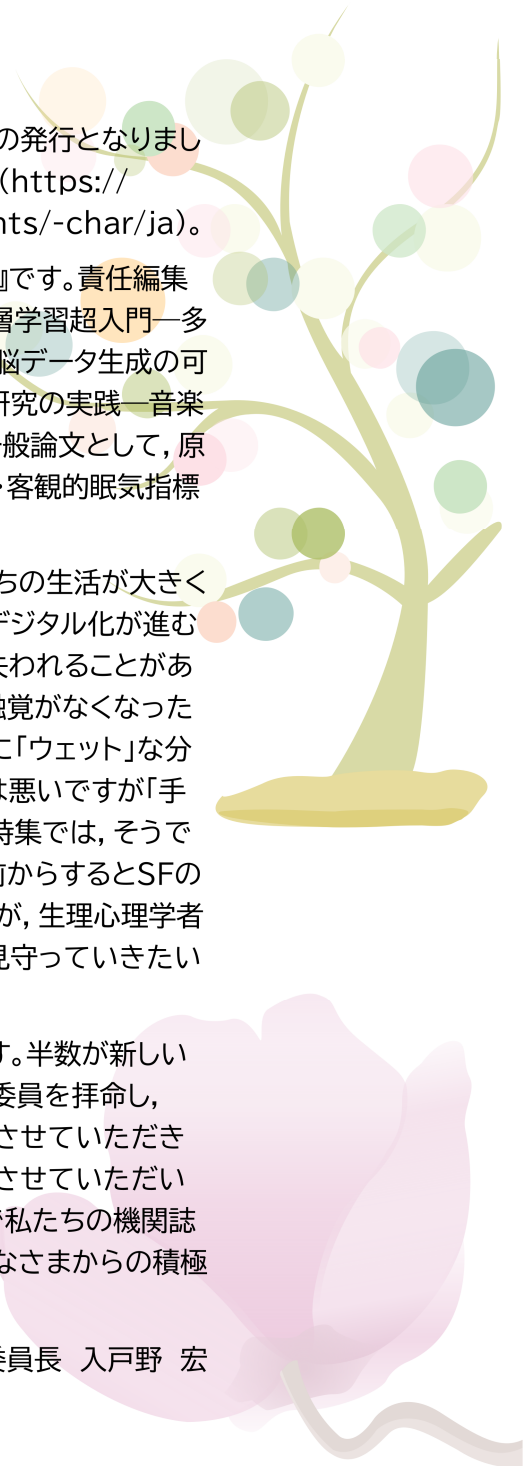 の発行となりまし
(https://
nts/-char/ja)。
』です。責任編集
層学習超入門―多
脳データ生成の可
研究の実践―音楽
般論文として，原
・客観的眠気指標
ちの生活が大きく
デジタル化が進む
失われることがあ
触覚がなくなった
に「ウェット」な分
は悪いですが「手
特集では，そうで
前からするとSFの
が，生理心理学者
見守っていきたい
す。半数が新しい
委員を拝命し，
させていただき
させていただい
で私たちの機関誌
なさまからの積極
委員長 入戸野 宏